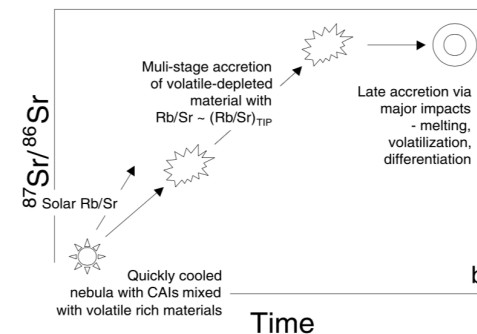 Muli-stage accretion
of volatile-depleted
material with
Rb/Sr ~ (Rb/Sr)TIP
Late accretion via
major impacts
- melting,
volatilization,
differentiation
87Sr/86Sr
Solar Rb/Sr
Quickly cooled
nebula with CAIs mixed
with volatile rich materials
b
Time